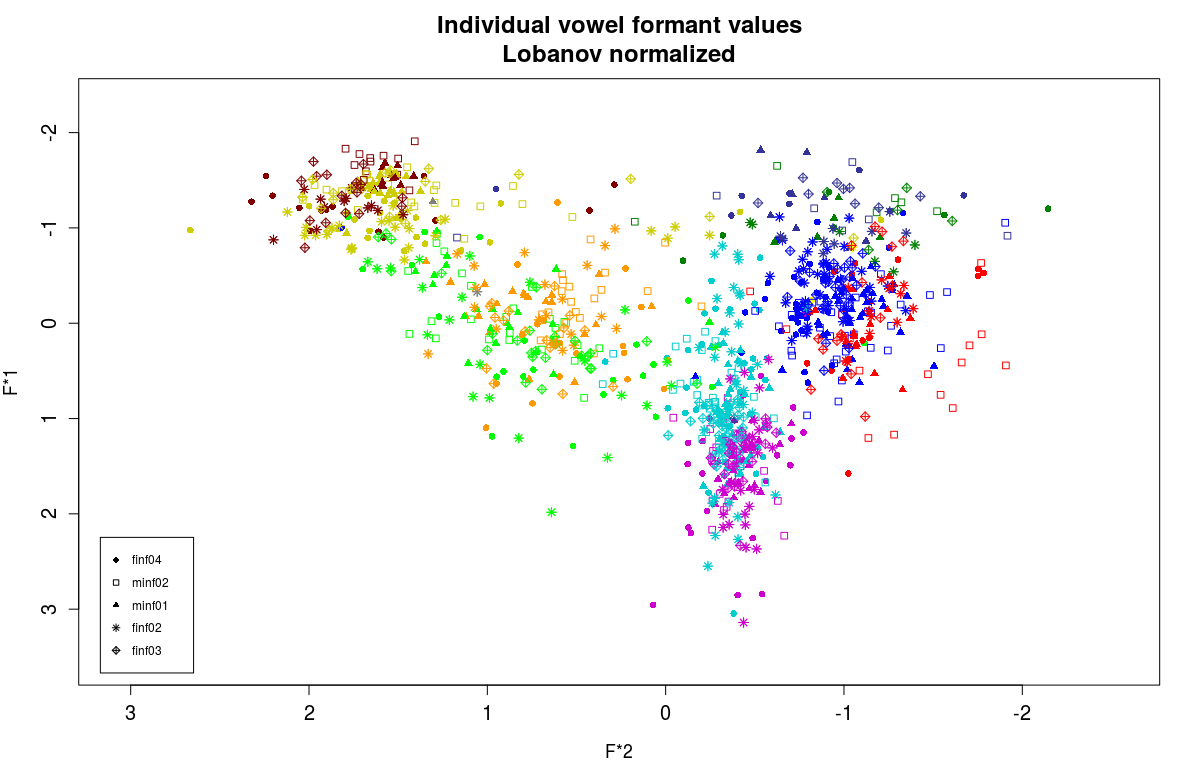 Individual vowel formant values
Lobanov normalized
-2
-1
0
1
2
3
F*1
finf04
minf02
minf01
finf02
finf03
3 2 1 0 -1 -2
F*2